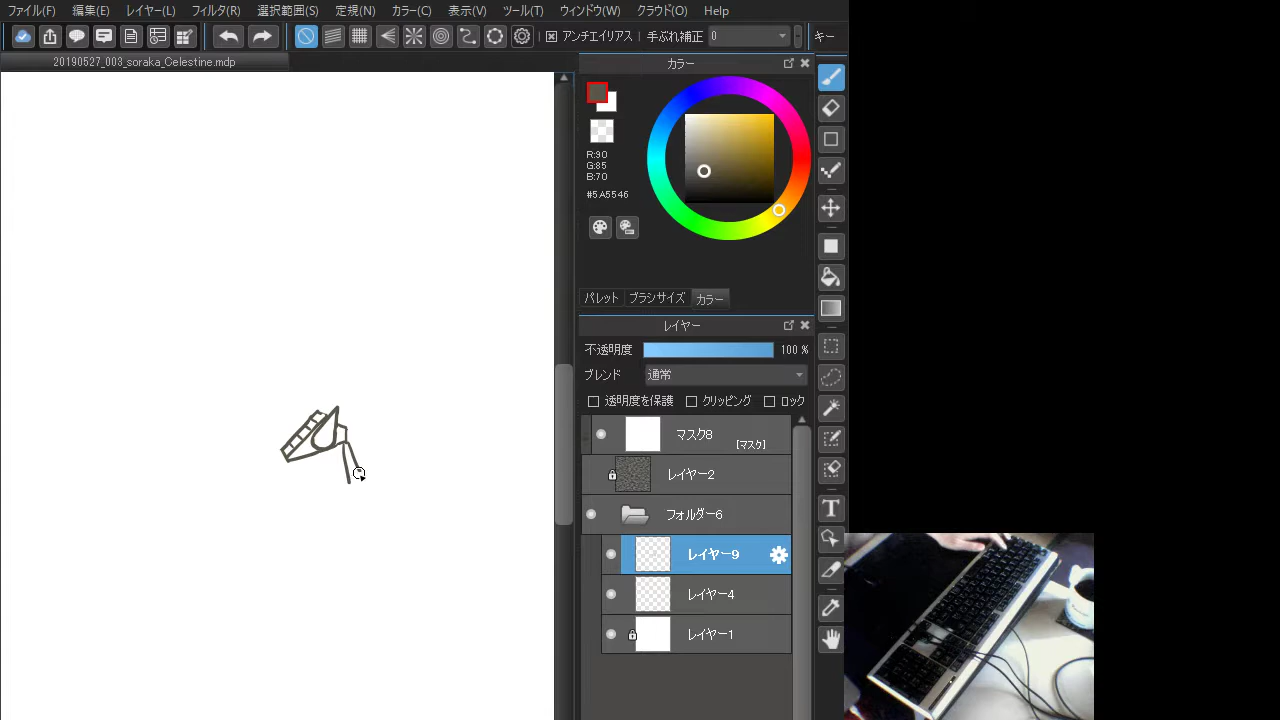 ファイル(F) 編集(E) レイヤー(L) フィルタ(R) 選択範囲(S) 定規(N) カラー(C) 表示(V) ツール(T) ウィンドウ(W) クラウド(O) Help
アンチエイリアス 手ぶれ補正 0 キー
20190527_003_soraka_Celestine.mdp
カラー
R:90
G:85
B:70
#5A5546
パレット ブラシサイズ カラー
レイヤー
不透明度 100 %
ブレンド 通常
透明度を保護 クリッピング ロック
マスク8
[マスク]
レイヤー2
フォルダー6
レイヤー9
レイヤー4
レイヤー1
T